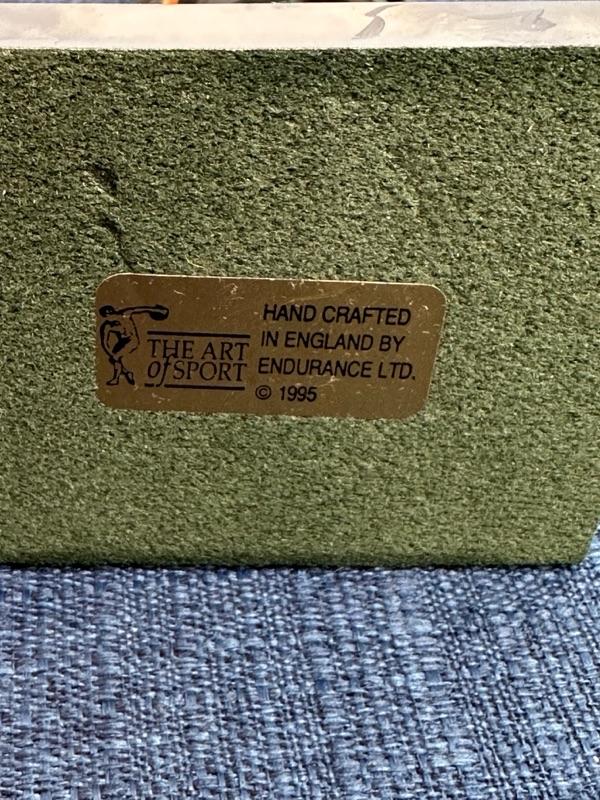 THE ART
of SPORT
HAND CRAFTED
IN ENGLAND BY
ENDURANCE LTD.
© 1995